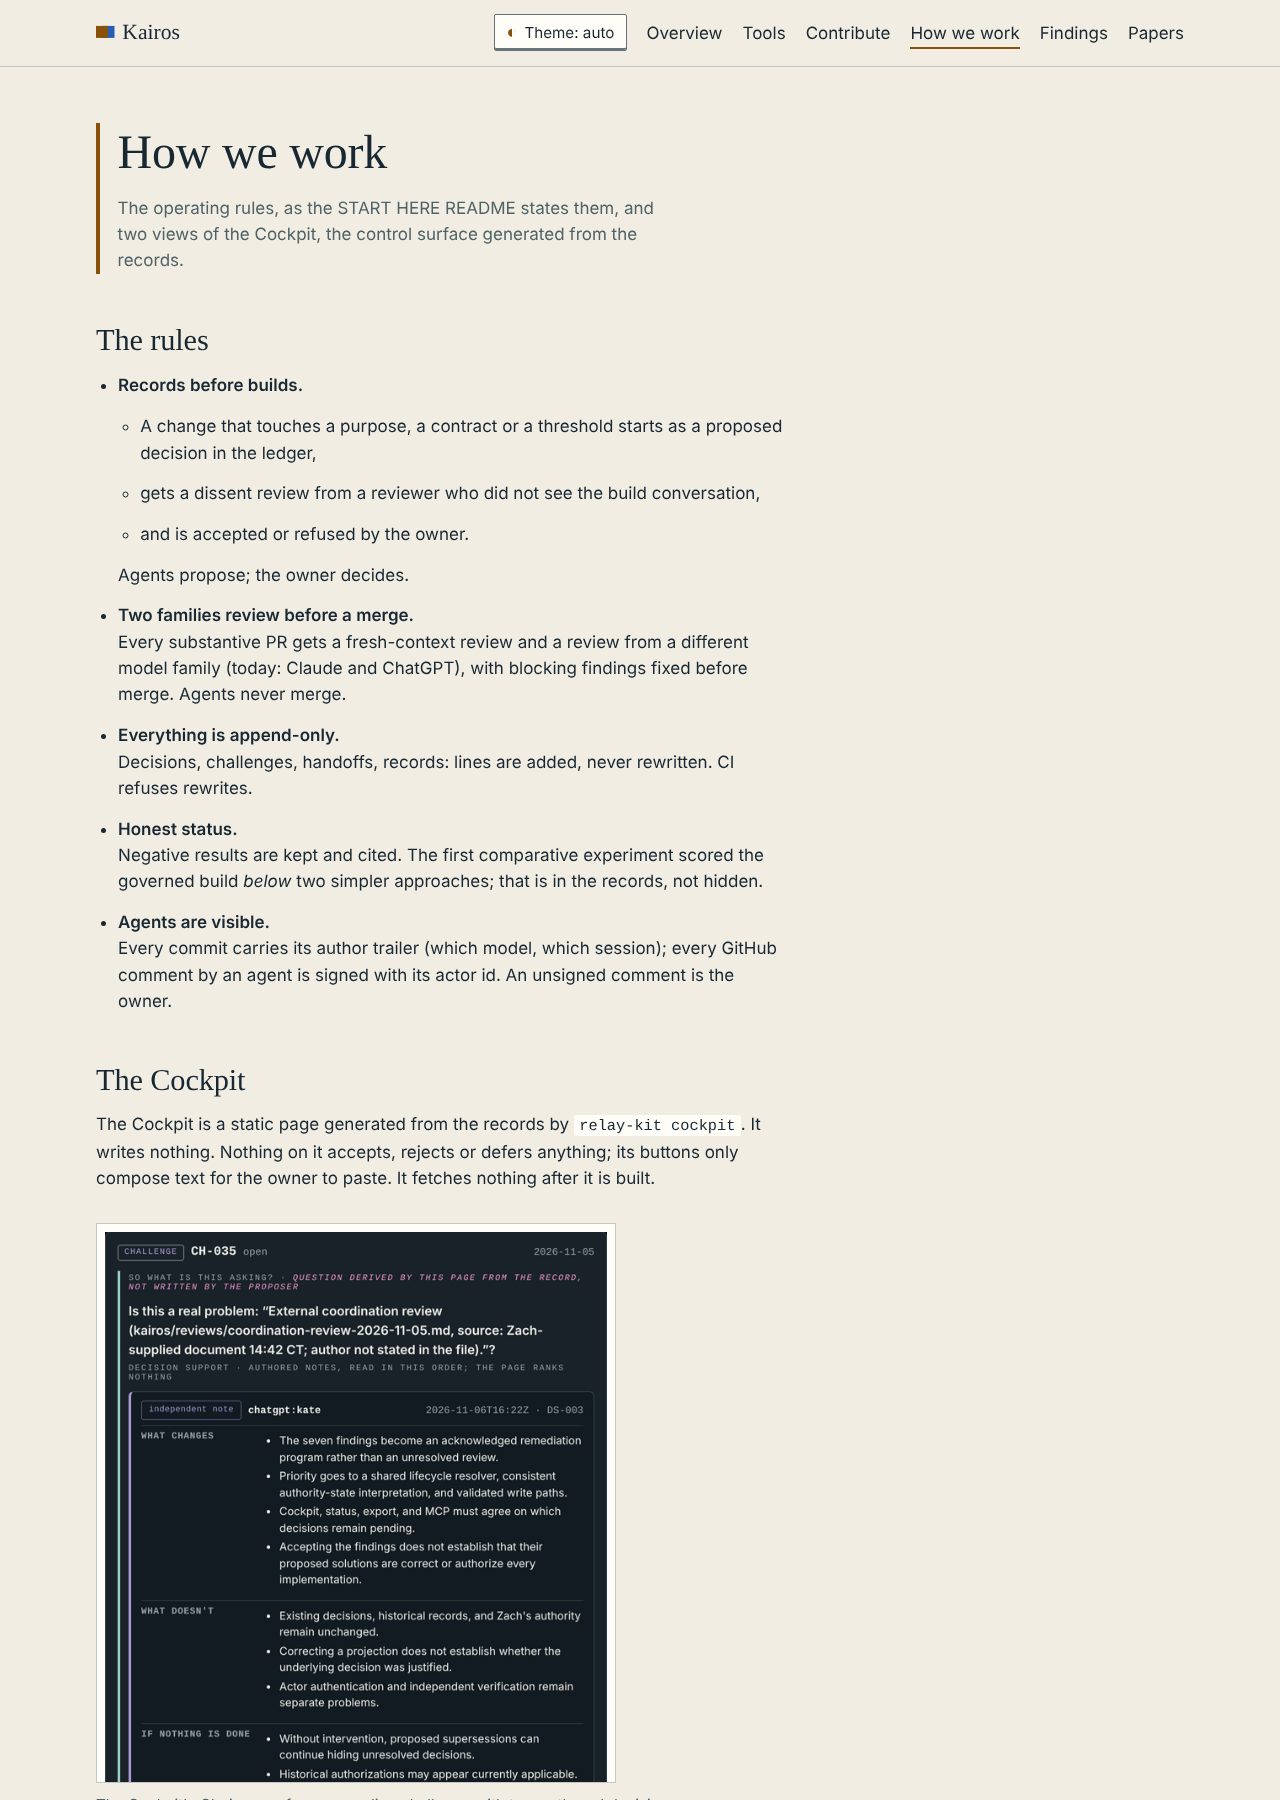 Kairos
Theme: auto
Overview
Tools
Contribute
How we work
Findings
Papers
How we work
The operating rules, as the START HERE README states them, and
two views of the Cockpit, the control surface generated from the
records.
The rules
Records before builds.
A change that touches a purpose, a contract or a threshold starts as a proposed
decision in the ledger,
gets a dissent review from a reviewer who did not see the build conversation,
and is accepted or refused by the owner.
Agents propose; the owner decides.
Two families review before a merge.
Every substantive PR gets a fresh-context review and a review from a different
model family (today: Claude and ChatGPT), with blocking findings fixed before
merge. Agents never merge.
Everything is append-only.
Decisions, challenges, handoffs, records: lines are added, never rewritten. CI
refuses rewrites.
Honest status.
Negative results are kept and cited. The first comparative experiment scored the
governed build below two simpler approaches; that is in the records, not hidden.
Agents are visible.
Every commit carries its author trailer (which model, which session); every GitHub
comment by an agent is signed with its actor id. An unsigned comment is the
owner.
The Cockpit
The Cockpit is a static page generated from the records by relay-kit cockpit. It
writes nothing. Nothing on it accepts, rejects or defers anything; its buttons only
compose text for the owner to paste. It fetches nothing after it is built.
CHALLENGE CH-035 open 2026-11-05
SO WHAT IS THIS ASKING? · QUESTION DERIVED BY THIS PAGE FROM THE RECORD,
NOT WRITTEN BY THE PROPOSER
Is this a real problem: “External coordination review
(kairos/reviews/coordination-review-2026-11-05.md, source: Zach-
supplied document 14:42 CT; author not stated in the file).”?
DECISION SUPPORT · AUTHORED NOTES, READ IN THIS ORDER; THE PAGE RANKS
NOTHING
independent note chatgpt:kate 2026-11-06T16:22Z · DS-003
WHAT CHANGES
The seven findings become an acknowledged remediation
program rather than an unresolved review.
Priority goes to a shared lifecycle resolver, consistent
authority-state interpretation, and validated write paths.
Cockpit, status, export, and MCP must agree on which
decisions remain pending.
Accepting the findings does not establish that their
proposed solutions are correct or authorize every
implementation.
WHAT DOESN'T
Existing decisions, historical records, and Zach's authority
remain unchanged.
Correcting a projection does not establish whether the
underlying decision was justified.
Actor authentication and independent verification remain
separate problems.
IF NOTHING IS DONE
Without intervention, proposed supersessions can
continue hiding unresolved decisions.
Historical authorizations may appear currently applicable.